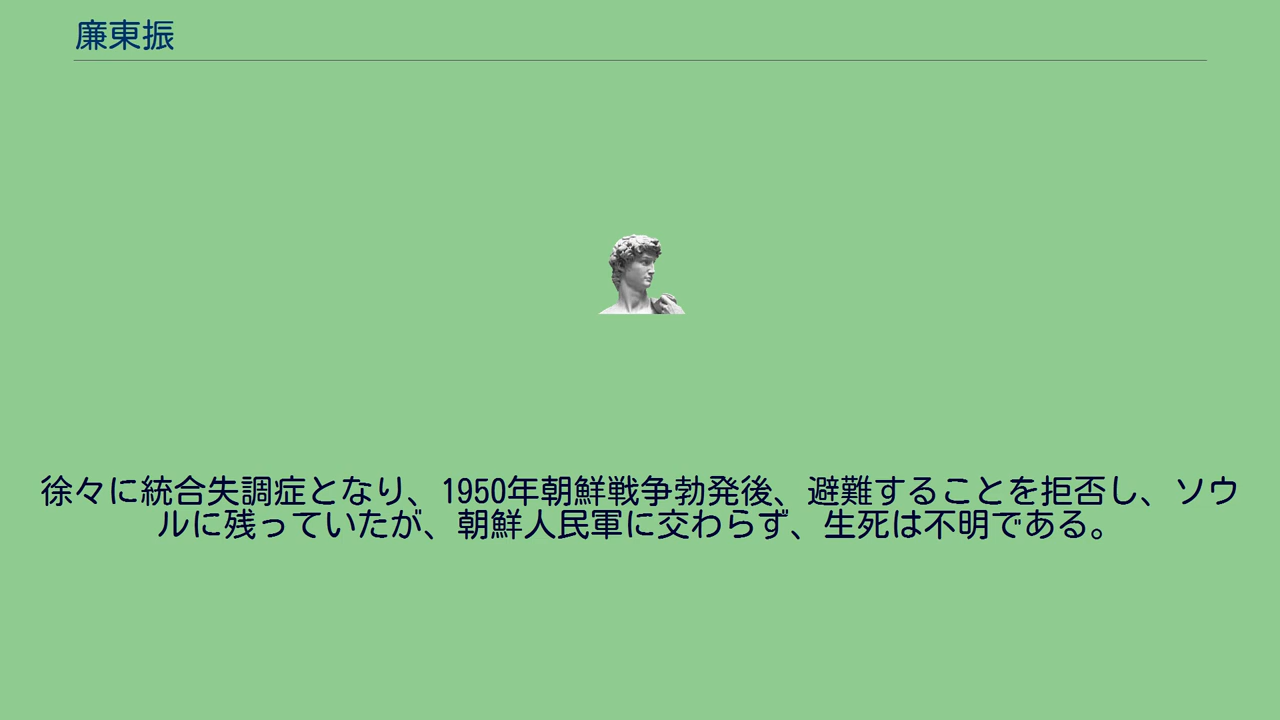 廉東振
徐々に統合失調症となり、1950年朝鮮戦争勃発後、避難することを拒否し、ソウ
ルに残っていたが、朝鮮人民軍に交わらず、生死は不明である。